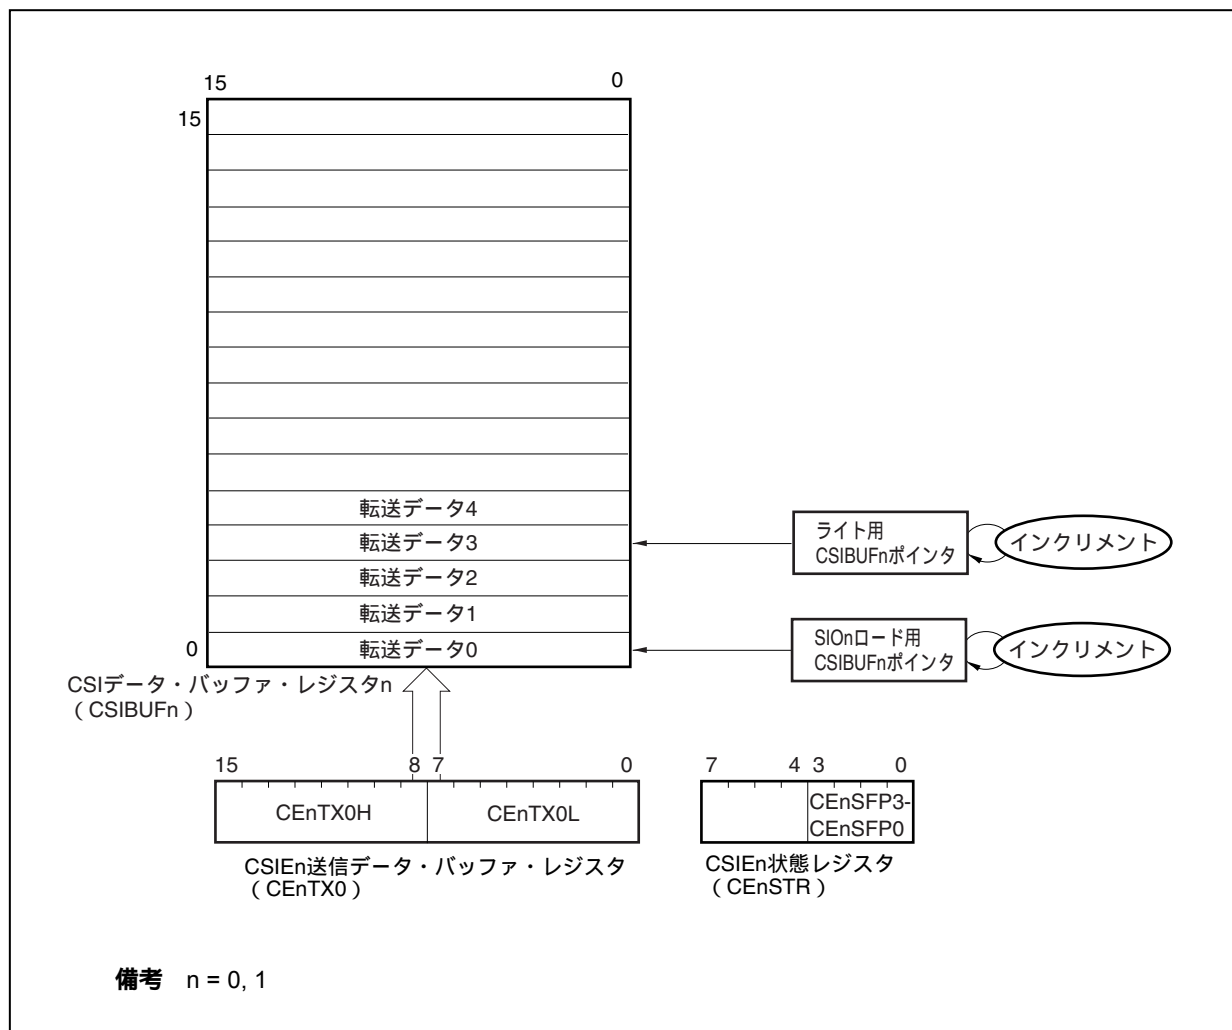 15 0
15
転送データ4
転送データ3
転送データ2
転送データ1
0 転送データ0
ライト用
CSIBUFnポインタ
インクリメント
SIOnロード用
CSIBUFnポインタ
インクリメント
CSIデータ・バッファ・レジスタn
（CSIBUFn）
15 8 7 0
CEnTX0H CEnTX0L
CSIEn送信データ・バッファ・レジスタ
（CEnTX0）
7 4 3 0
CEnSFP3-
CEnSFP0
CSIEn状態レジスタ
（CEnSTR）
備考 n = 0, 1